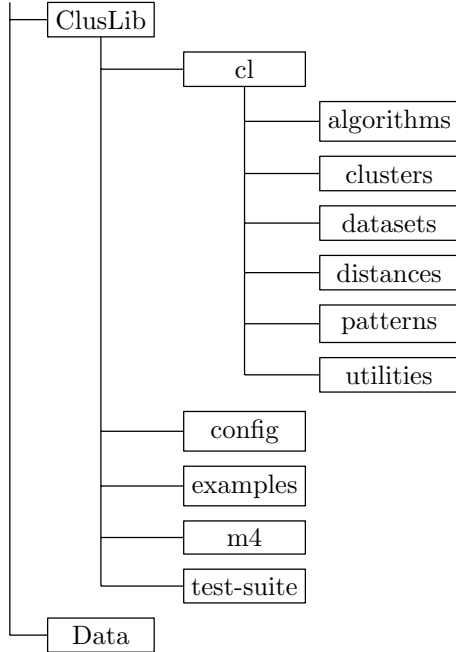 ClusLib
cl
algorithms
clusters
datasets
distances
patterns
utilities
config
examples
m4
test-suite
Data